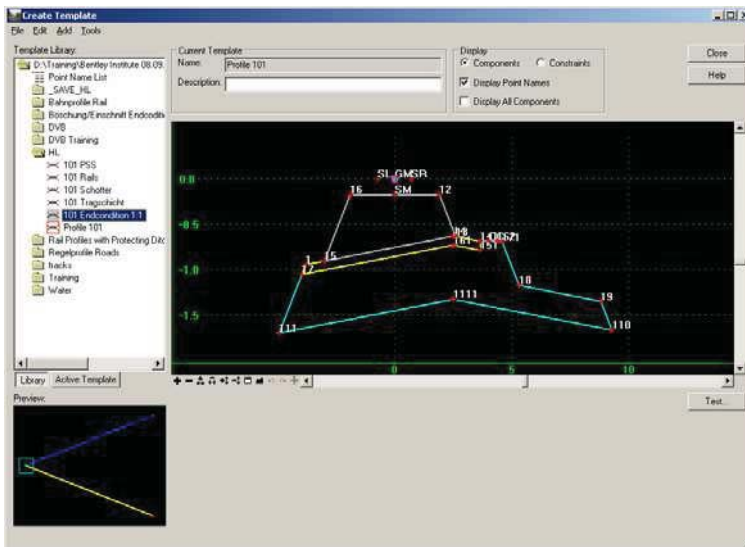 Create Template
File Edit Add Tools
Template Library:
D:\Training\Bentley Institute 08.09.
Point Name List
_SAVE_HL
Bahnprofile Rail
Böschung/Einschnitt Endconditi
DVB
DVB Training
HL
101 PSS
101 Rails
101 Schotter
101 Tragschicht
101 Endcondition 1:1
Profile 101
Rail Profiles with Protecting Ditc
Regelprofile Roads
tracks
Training
Water
Library Active Template
Preview:
Current Template
Name: Profile 101
Description:
Display
Components Constraints
Display Point Names
Display All Components
Close
Help
0.0
-0.5
-1.0
-1.5
SL GM SR
16 SM 12
15
18
19
111
1111
110
0 5 10
Test...